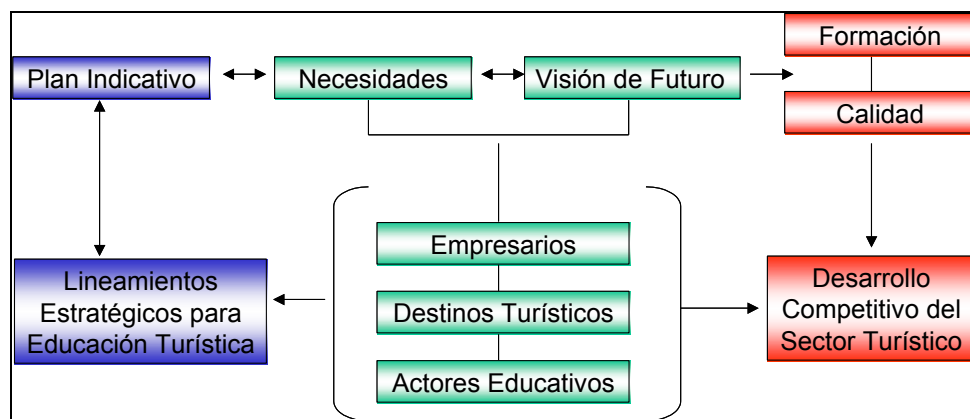 Formación
Plan Indicativo
Necesidades
Visión de Futuro
Calidad
Empresarios
Lineamientos
Estratégicos para
Educación Turística
Destinos Turísticos
Desarrollo
Competitivo del
Sector Turístico
Actores Educativos